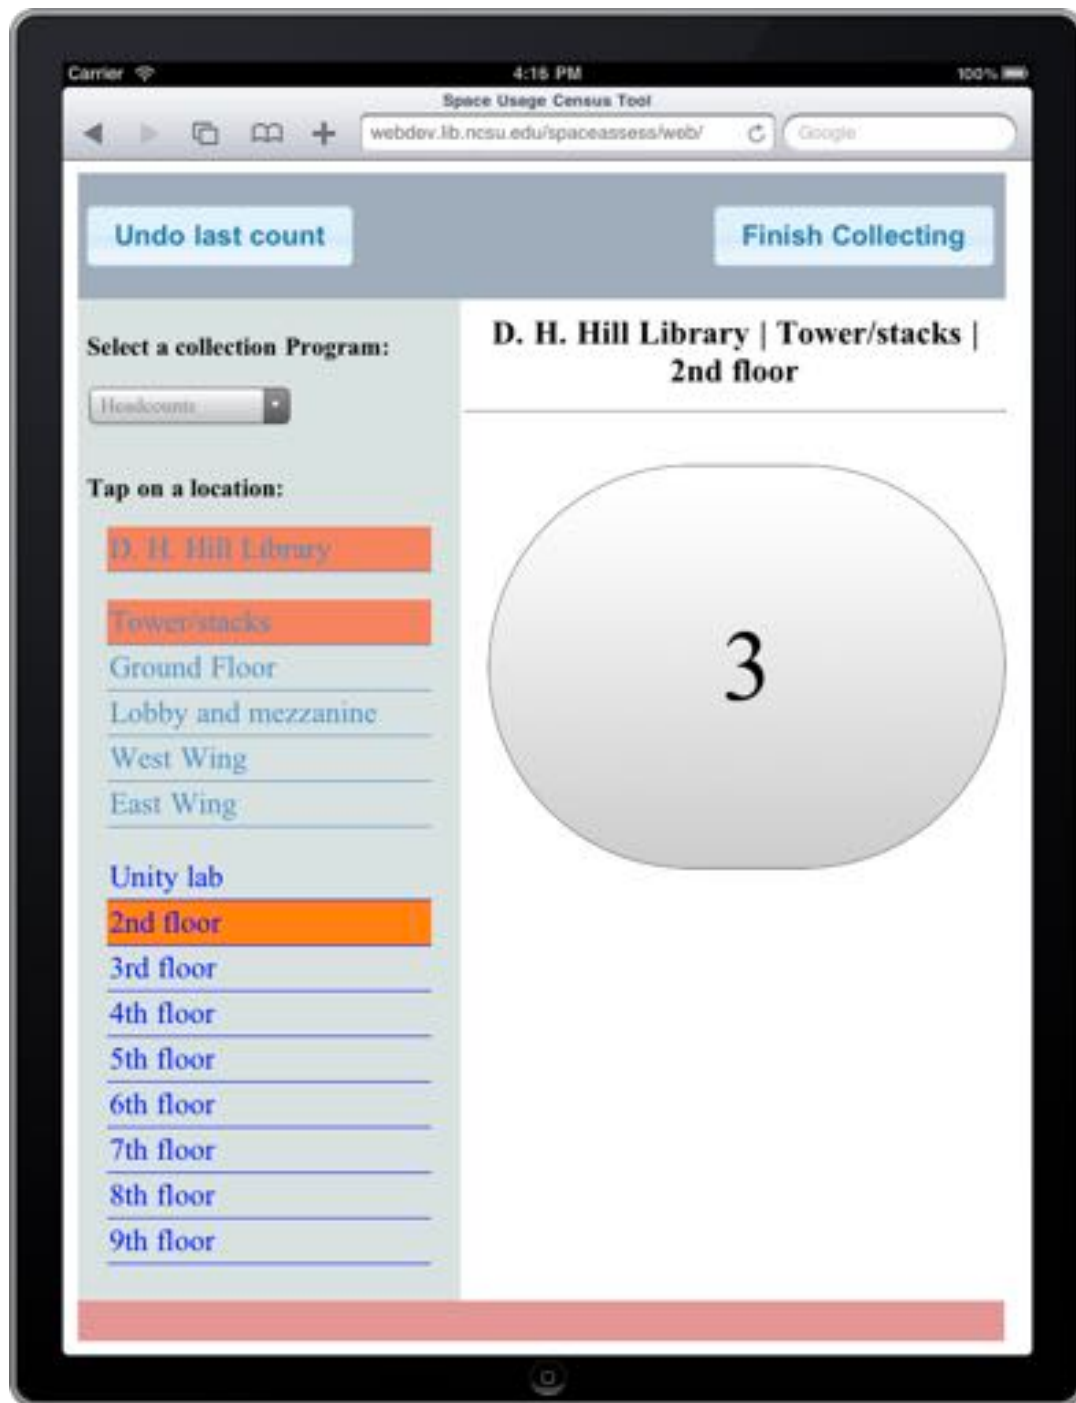 Carrier
4:16 PM
100%
Space Usage Census Tool
webdev.lib.ncsu.edu/spaceassess/web/
Google
Undo last count
Finish Collecting
Select a collection Program:
Headcounts
Tap on a location:
D. H. Hill Library
Tower/stacks
Ground Floor
Lobby and mezzanine
West Wing
East Wing
Unity lab
2nd floor
3rd floor
4th floor
5th floor
6th floor
7th floor
8th floor
9th floor
D. H. Hill Library | Tower/stacks |
2nd floor
3